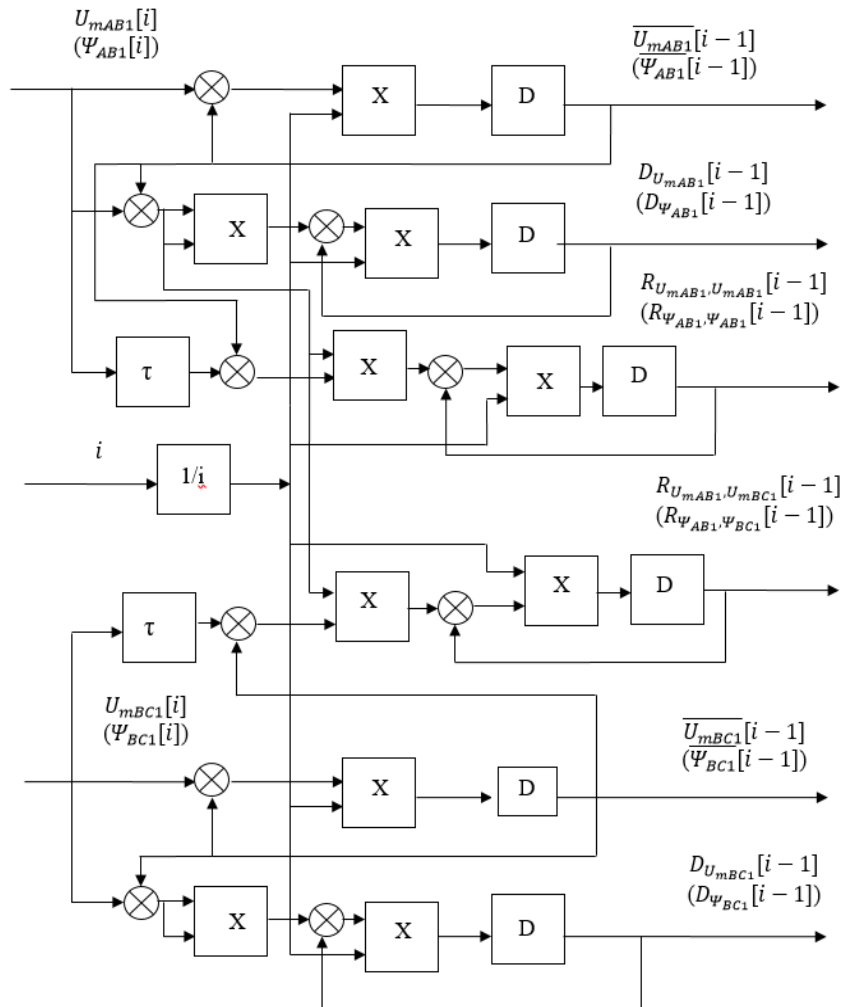 U_{mAB1}[i]
(Ψ_{AB1}[i])
\overline{U_{mAB1}}[i−1]
(\overline{Ψ_{AB1}}[i−1])
X
D
D_{U_{mAB1}}[i−1]
(D_{Ψ_{AB1}}[i−1])
X
X
D
R_{U_{mAB1},U_{mAB1}}[i−1]
(R_{Ψ_{AB1},Ψ_{AB1}}[i−1])
τ
X
X
D
i
1/i
R_{U_{mAB1},U_{mBC1}}[i−1]
(R_{Ψ_{AB1},Ψ_{BC1}}[i−1])
τ
X
X
D
U_{mBC1}[i]
(Ψ_{BC1}[i])
\overline{U_{mBC1}}[i−1]
(\overline{Ψ_{BC1}}[i−1])
X
D
D_{U_{mBC1}}[i−1]
(D_{Ψ_{BC1}}[i−1])
X
X
D